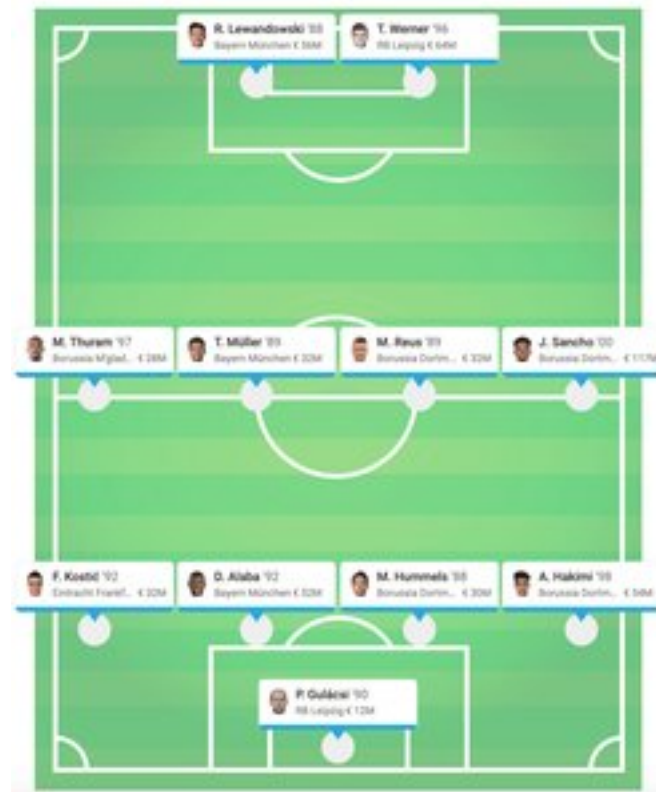 R. Lewandowski '88
Bayern München € 56M
T. Werner '96
RB Leipzig € 64M
M. Thuram '97
Borussia M'glad... € 28M
T. Müller '89
Bayern München € 32M
M. Reus '89
Borussia Dortm... € 32M
J. Sancho '00
Borussia Dortm... € 117M
F. Kostić '92
Eintracht Frankf... € 32M
D. Alaba '92
Bayern München € 52M
M. Hummels '88
Borussia Dortm... € 30M
A. Hakimi '98
Borussia Dortm... € 54M
P. Gulácsi '90
RB Leipzig € 12M